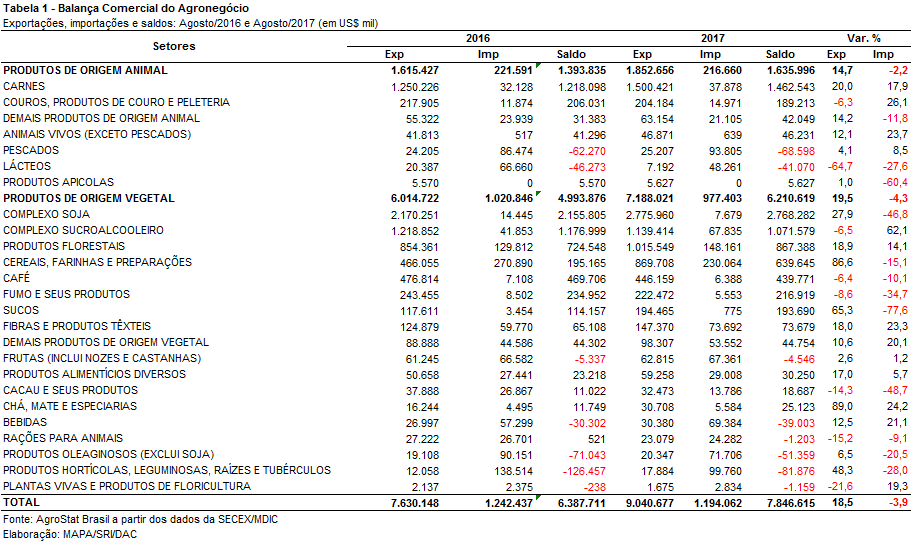 Tabela 1 - Balança Comercial do Agronegócio
Exportações, importações e saldos: Agosto/2016 e Agosto/2017 (em US$ mil)
Setores 2016 2017 Var. %
Exp Imp Saldo Exp Imp Saldo Exp Imp
PRODUTOS DE ORIGEM ANIMAL 1.615.427 221.591 1.393.835 1.852.656 216.660 1.635.996 14,7 -2,2
CARNES 1.250.226 32.128 1.218.098 1.500.421 37.878 1.462.543 20,0 17,9
COUROS, PRODUTOS DE COURO E PELETERIA 217.905 11.874 206.031 204.184 14.971 189.213 -6,3 26,1
DEMAIS PRODUTOS DE ORIGEM ANIMAL 55.322 23.939 31.383 63.154 21.105 42.049 14,2 -11,8
ANIMAIS VIVOS (EXCETO PESCADOS) 41.813 517 41.296 46.871 639 46.231 12,1 23,7
PESCADOS 24.205 86.474 -62.270 25.207 93.805 -68.598 4,1 8,5
LÁCTEOS 20.387 66.660 -46.273 7.192 48.261 -41.070 -64,7 -27,6
PRODUTOS APICOLAS 5.570 0 5.570 5.627 0 5.627 1,0 -60,4
PRODUTOS DE ORIGEM VEGETAL 6.014.722 1.020.846 4.993.876 7.188.021 977.403 6.210.619 19,5 -4,3
COMPLEXO SOJA 2.170.251 14.445 2.155.805 2.775.960 7.679 2.768.282 27,9 -46,8
COMPLEXO SUCROALCOOLEIRO 1.218.852 41.853 1.176.999 1.139.414 67.835 1.071.579 -6,5 62,1
PRODUTOS FLORESTAIS 854.361 129.812 724.548 1.015.549 148.161 867.388 18,9 14,1
CEREAIS, FARINHAS E PREPARAÇÕES 466.055 270.890 195.165 869.708 230.064 639.645 86,6 -15,1
CAFÉ 476.814 7.108 469.706 446.159 6.388 439.771 -6,4 -10,1
FUMO E SEUS PRODUTOS 243.455 8.502 234.952 222.472 5.553 216.919 -8,6 -34,7
SUCOS 117.611 3.454 114.157 194.465 775 193.690 65,3 -77,6
FIBRAS E PRODUTOS TÊXTEIS 124.879 59.770 65.108 147.370 73.692 73.679 18,0 23,3
DEMAIS PRODUTOS DE ORIGEM VEGETAL 88.888 44.586 44.302 98.307 53.552 44.754 10,6 20,1
FRUTAS (INCLUI NOZES E CASTANHAS) 61.245 66.582 -5.337 62.815 67.361 -4.546 2,6 1,2
PRODUTOS ALIMENTÍCIOS DIVERSOS 50.658 27.441 23.218 59.258 29.008 30.250 17,0 5,7
CACAU E SEUS PRODUTOS 37.888 26.867 11.022 32.473 13.786 18.687 -14,3 -48,7
CHÁ, MATE E ESPECIARIAS 16.244 4.495 11.749 30.708 5.584 25.123 89,0 24,2
BEBIDAS 26.997 57.299 -30.302 30.380 69.384 -39.003 12,5 21,1
RAÇÕES PARA ANIMAIS 27.222 26.701 521 23.079 24.282 -1.203 -15,2 -9,1
PRODUTOS OLEAGINOSOS (EXCLUI SOJA) 19.108 90.151 -71.043 20.347 71.706 -51.359 6,5 -20,5
PRODUTOS HORTÍCOLAS, LEGUMINOSAS, RAÍZES E TUBÉRCULOS 12.058 138.514 -126.457 17.884 99.760 -81.876 48,3 -28,0
PLANTAS VIVAS E PRODUTOS DE FLORICULTURA 2.137 2.375 -238 1.675 2.834 -1.159 -21,6 19,3
TOTAL 7.630.148 1.242.437 6.387.711 9.040.677 1.194.062 7.846.615 18,5 -3,9
Fonte: AgroStat Brasil a partir dos dados da SECEX/MDIC
Elaboração: MAPA/SRI/DAC